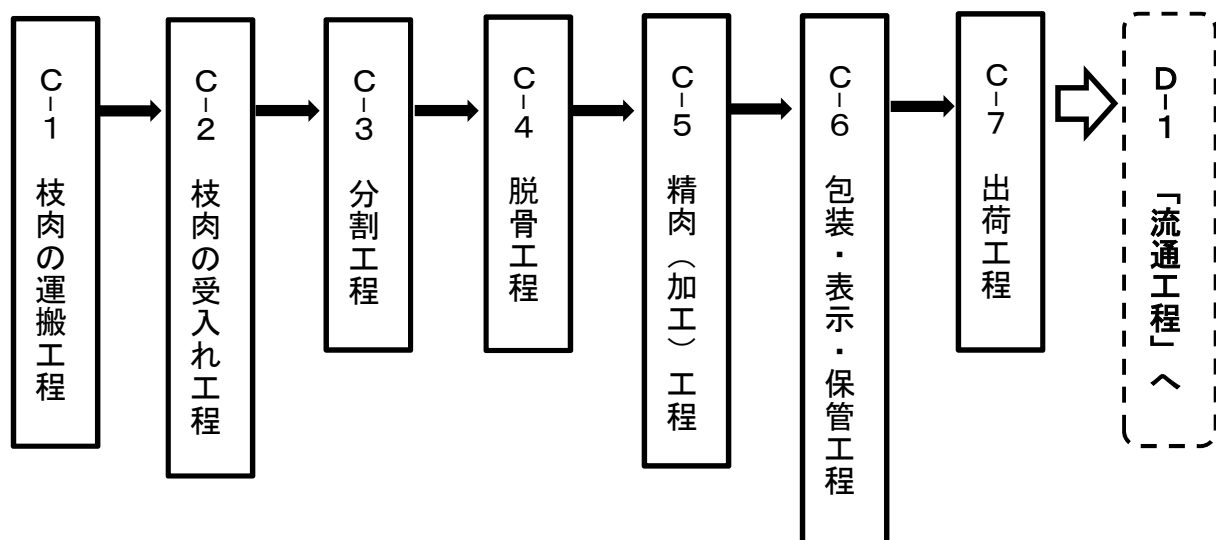 C-1 枝肉の運搬工程
C-2 枝肉の受入れ工程
C-3 分割工程
C-4 脱骨工程
C-5 精肉（加工）工程
C-6 包装・表示・保管工程
C-7 出荷工程
D-1 「流通工程」へ